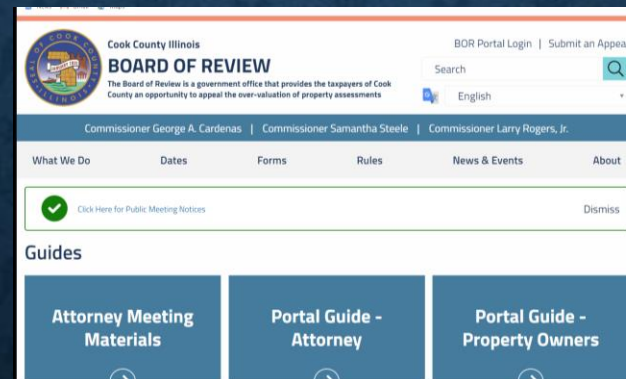 Cook County Illinois
BOARD OF REVIEW
The Board of Review is a government office that provides the taxpayers of Cook
County an opportunity to appeal the over-valuation of property assessments
BOR Portal Login | Submit an Appea
Search
English
Commissioner George A. Cardenas | Commissioner Samantha Steele | Commissioner Larry Rogers, Jr.
What We Do Dates Forms Rules News & Events About
Click Here for Public Meeting Notices Dismiss
Guides
Attorney Meeting
Materials
Portal Guide -
Attorney
Portal Guide -
Property Owners